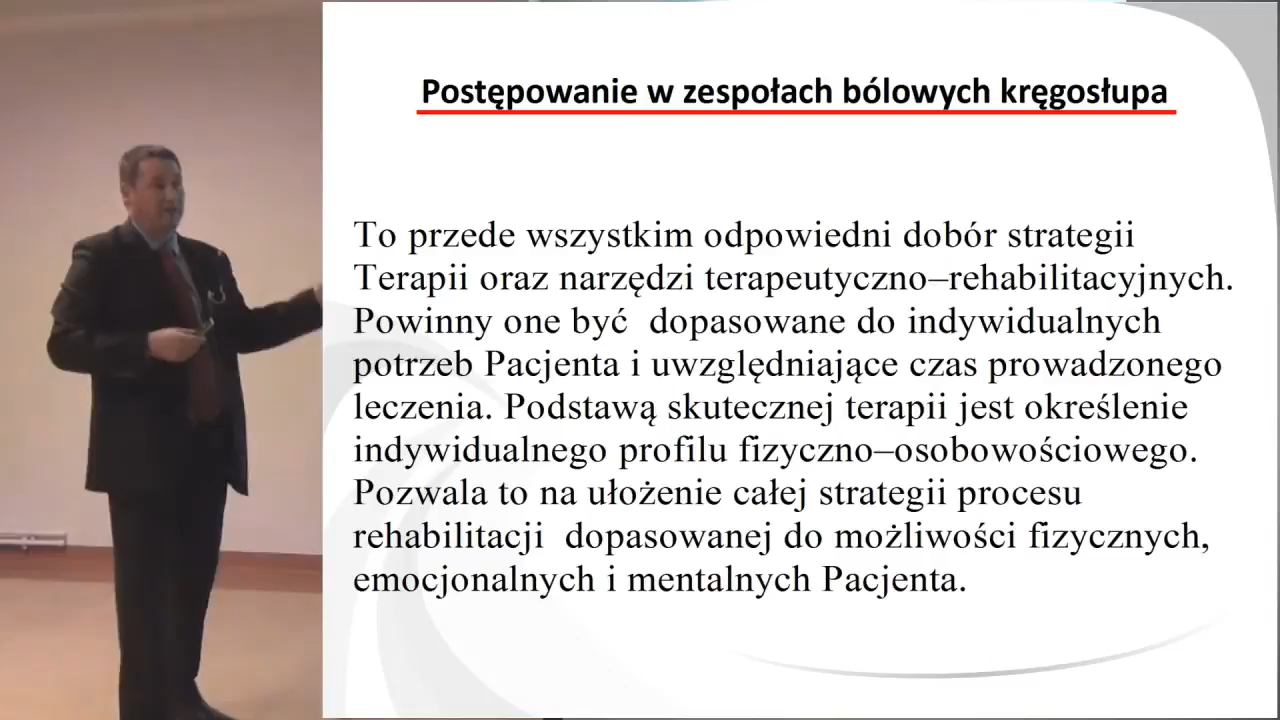 Postępowanie w zespołach bólowych kręgosłupa
To przede wszystkim odpowiedni dobór strategii
Terapii oraz narzędzi terapeutyczno–rehabilitacyjnych.
Powinny one być  dopasowane do indywidualnych
potrzeb Pacjenta i uwzględniające czas prowadzonego
leczenia. Podstawą skutecznej terapii jest określenie
indywidualnego profilu fizyczno–osobowościowego.
Pozwala to na ułożenie całej strategii procesu
rehabilitacji  dopasowanej do możliwości fizycznych,
emocjonalnych i mentalnych Pacjenta.